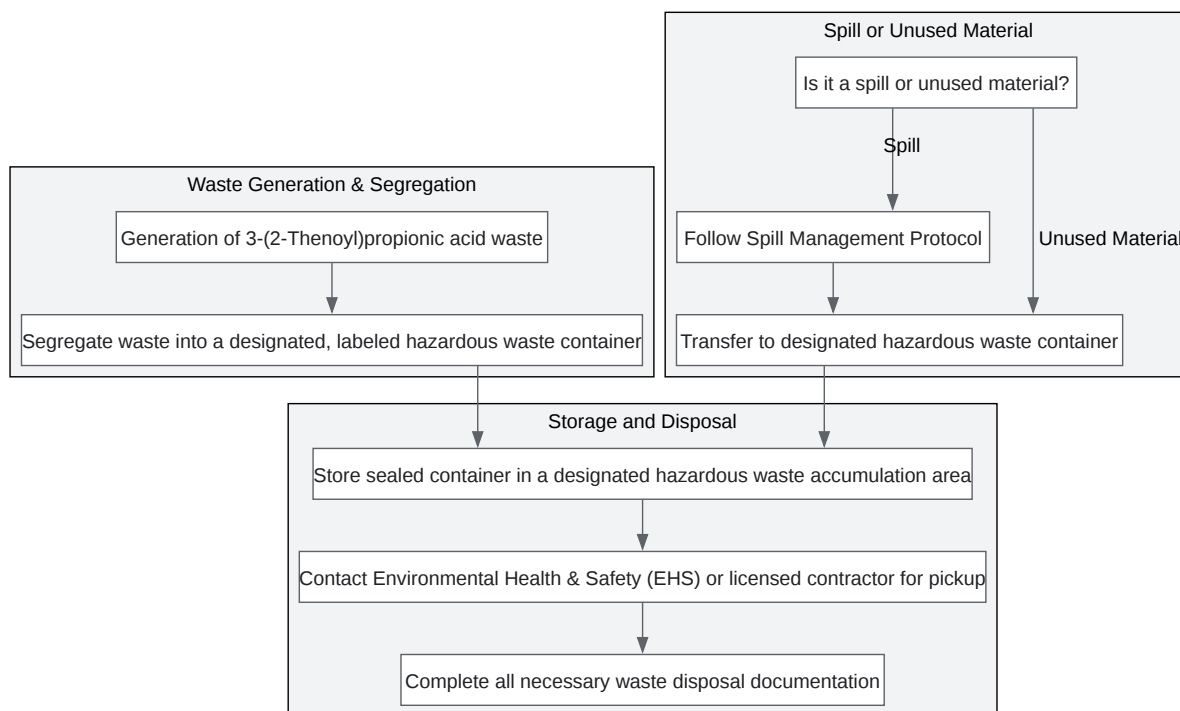 Spill or Unused Material
Is it a spill or unused material?
Spill
Waste Generation & Segregation
Generation of 3-(2-Thenoyl)propionic acid waste
Follow Spill Management Protocol
Unused Material
Segregate waste into a designated, labeled hazardous waste container
Transfer to designated hazardous waste container
Storage and Disposal
Store sealed container in a designated hazardous waste accumulation area
Contact Environmental Health & Safety (EHS) or licensed contractor for pickup
Complete all necessary waste disposal documentation